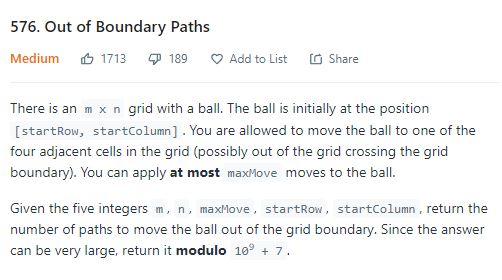 576. Out of Boundary Paths
Medium 1713 189 Add to List Share
There is an m x n grid with a ball. The ball is initially at the position
[startRow, startColumn] . You are allowed to move the ball to one of the
four adjacent cells in the grid (possibly out of the grid crossing the grid
boundary). You can apply at most maxMove moves to the ball.
Given the five integers m , n , maxMove , startRow , startColumn , return the
number of paths to move the ball out of the grid boundary. Since the answer
can be very large, return it modulo 10⁹ + 7 .